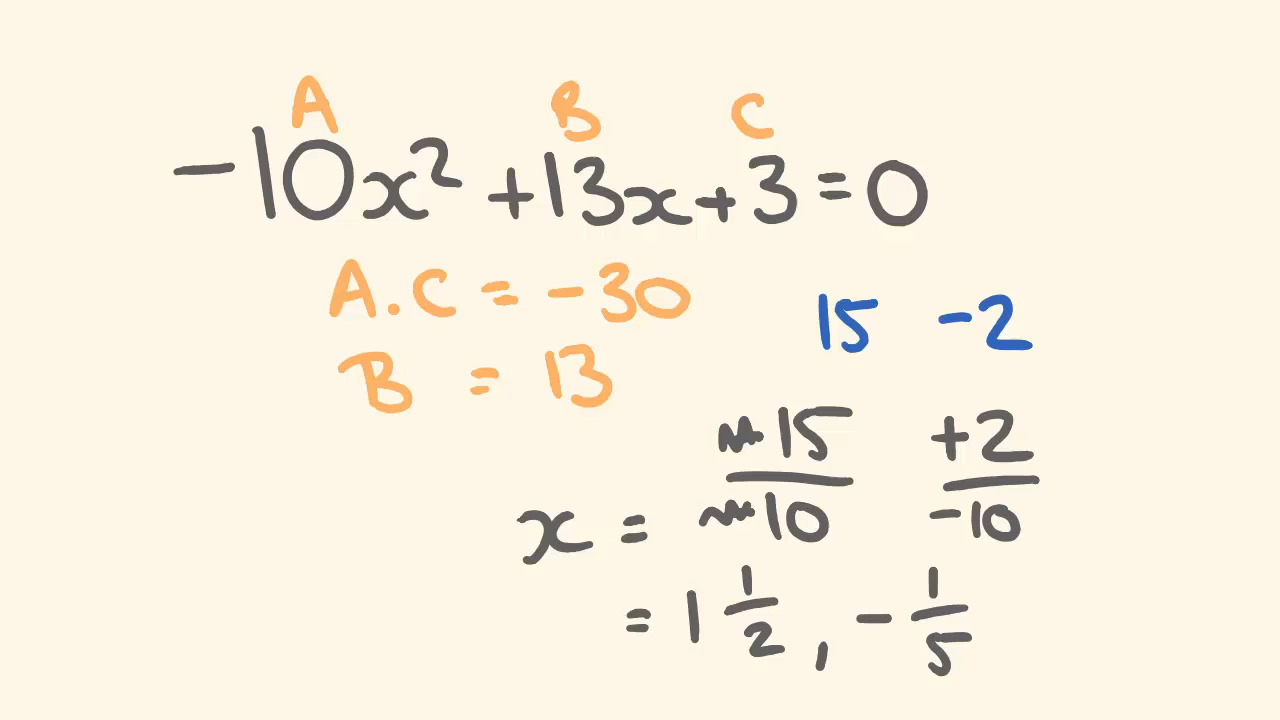 A B C
-10x² +13x+3=0
A.C = -30
15 -2
B = 13
-15 +2
x = -10 -10
= 1 1/2 , - 1/5